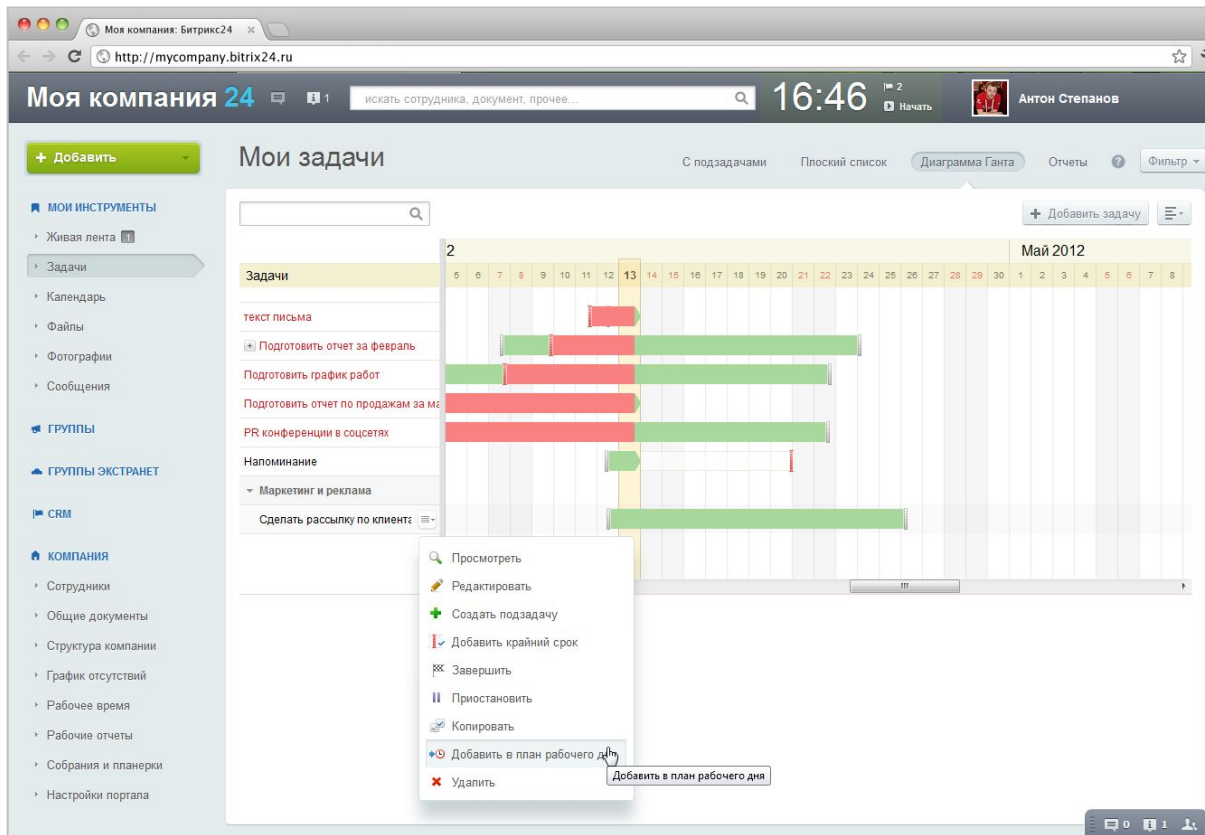 Моя компания: Битрикс24
http://mycompany.bitrix24.ru
Моя компания 24
1
искать сотрудника, документ, прочее...
16:46
2
Начать
Антон Степанов
Добавить
Мои задачи
С подзадачами
Плоский список
Диаграмма Ганта
Отчеты
?
Фильтр
МОИ ИНСТРУМЕНТЫ
Живая лента 1
Задачи
Календарь
Файлы
Фотографии
Сообщения
ГРУППЫ
ГРУППЫ ЭКСТРАНЕТ
CRM
КОМПАНИЯ
Сотрудники
Общие документы
Структура компании
График отсутствий
Рабочее время
Рабочие отчеты
Собрания и планерки
Настройки портала
Добавить задачу
2
Май 2012
Задачи
5 6 7 8 9 10 11 12 13 14 15 16 17 18 19 20 21 22 23 24 25 26 27 28 29 30 1 2 3 4 5 6 7 8
текст письма
Подготовить отчет за февраль
Подготовить график работ
Подготовить отчет по продажам за ма
PR конференции в соцсетях
Напоминание
Маркетинг и реклама
Сделать рассылку по клиента
Просмотреть
Редактировать
Создать подзадачу
Добавить крайний срок
Завершить
Приостановить
Копировать
Добавить в план рабочего д
Добавить в план рабочего дня
Удалить
0
1